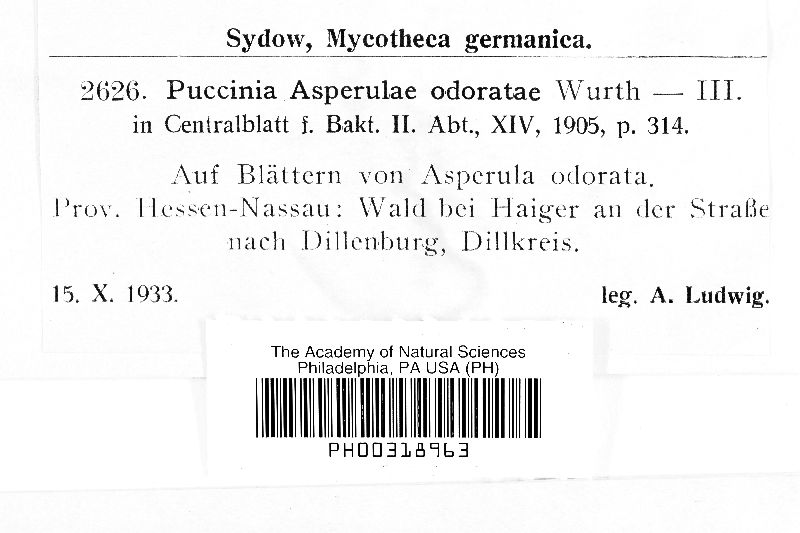 Sydow, Mycotheca germanica.
2626. Puccinia Asperulae odoratae Wurth — III.
in Centralblatt f. Bakt. II. Abt., XIV, 1905, p. 314.
Auf Blättern von Asperula odorata.
Prov. Hessen-Nassau: Wald bei Haiger an der Straße
nach Dillenburg, Dillkreis.
15. X. 1933. leg. A. Ludwig.
The Academy of Natural Sciences
Philadelphia, PA USA (PH)
PH00318963